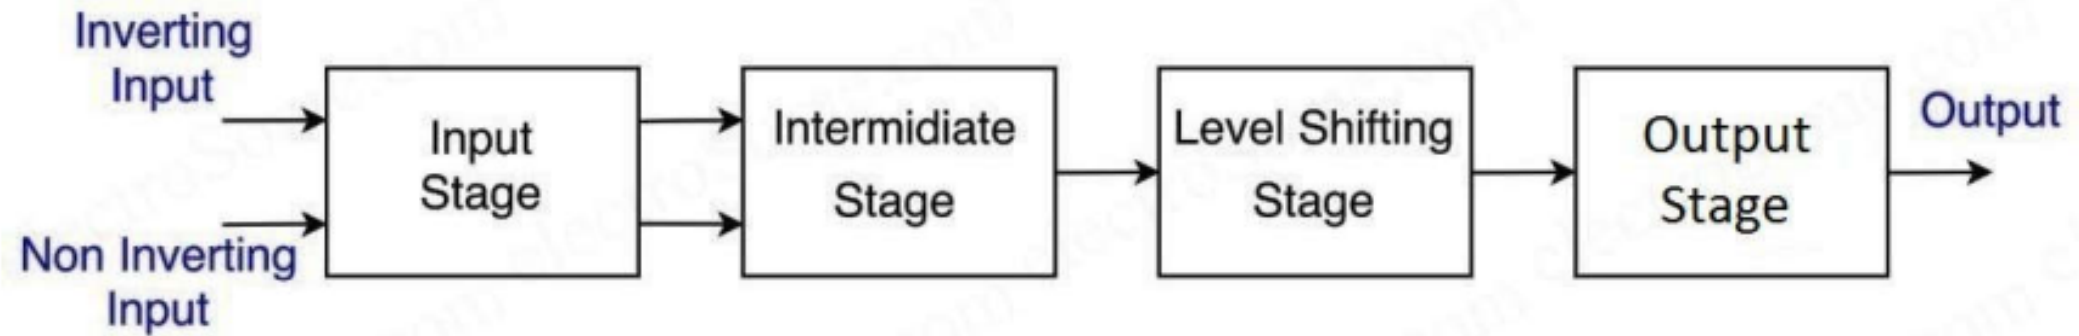 Inverting
Input
Non Inverting
Input
Input
Stage
Intermidiate
Stage
Level Shifting
Stage
Output
Stage
Output